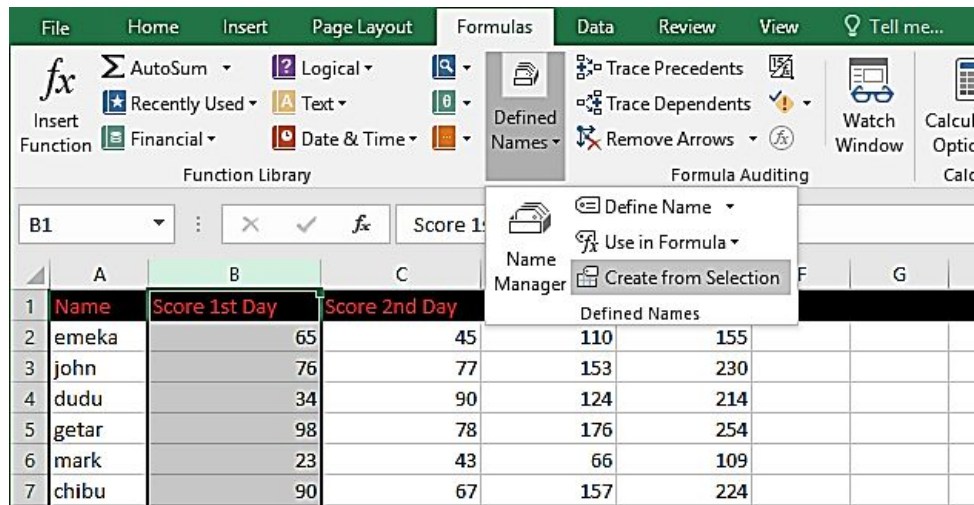 File Home Insert Page Layout Formulas Data Review View Tell me...
fx AutoSum Logical Trace Precedents
Recently Used Text Trace Dependents
Insert Function Financial Date & Time Defined Names Remove Arrows fx Watch Window
Function Library Formula Auditing
B1 fx Score 1
Define Name
Use in Formula
Name Manager Create from Selection
Defined Names
A B C F G
1 Name Score 1st Day Score 2nd Day
2 emeka 65 45 110 155
3 john 76 77 153 230
4 dudu 34 90 124 214
5 getar 98 78 176 254
6 mark 23 43 66 109
7 chibu 90 67 157 224